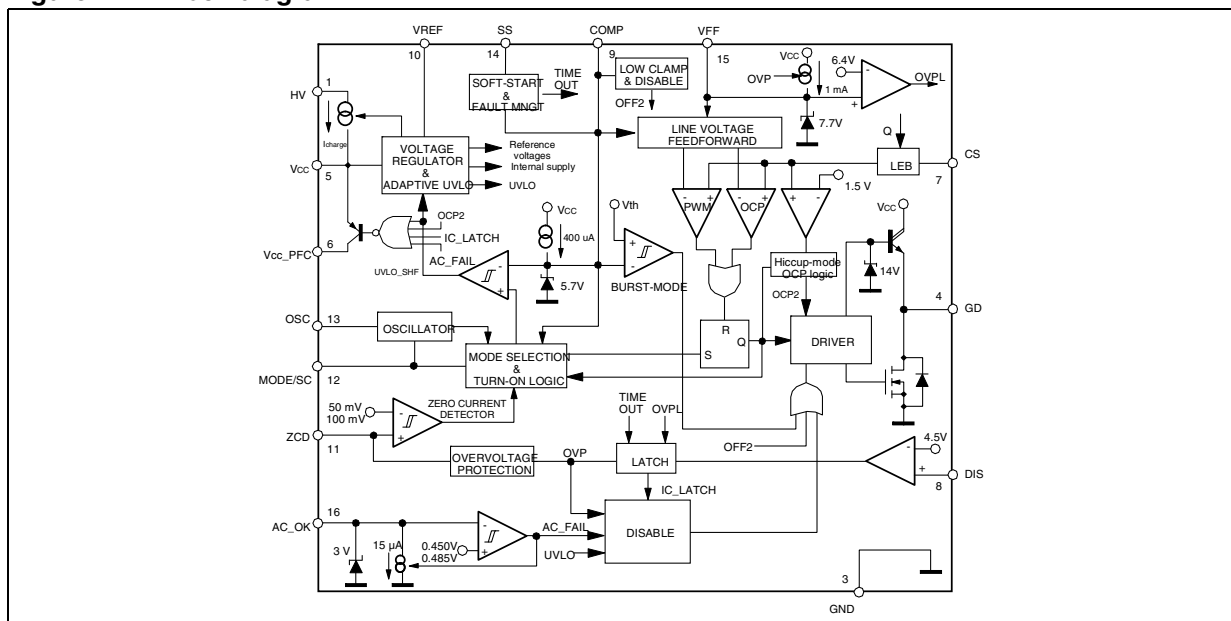 VREF
SS
COMP
VFF
10
14
9
15
HV
1
Icharge
SOFT-START
&
FAULT MNGT
TIME
OUT
LOW CLAMP
& DISABLE
OFF2
OVP
Vcc
1 mA
6.4V
-
+
OVPL
7.7V
VOLTAGE
REGULATOR
&
ADAPTIVE UVLO
Reference
voltages
Internal supply
UVLO
LINE VOLTAGE
FEEDFORWARD
Q
LEB
CS
7
Vcc
5
- +
PWM
- +
OCP
+ -
1.5 V
Vcc_PFC
6
OCP2
IC_LATCH
AC_FAIL
UVLO_SHF
Vcc
400 uA
5.7V
-
+
Vth
+
-
BURST-MODE
Hiccup-mode
OCP logic
OCP2
Vcc
14V
4
GD
OSC
13
OSCILLATOR
MODE SELECTION
&
TURN-ON LOGIC
R
S
Q
DRIVER
MODE/SC
12
50 mV
100 mV
-
+
ZERO CURRENT
DETECTOR
ZCD
11
OVERVOLTAGE
PROTECTION
OVP
TIME
OUT
OVPL
LATCH
OFF2
IC_LATCH
4.5V
-
+
8
DIS
AC_OK
16
3 V
15 µA
0.450V
0.485V
-
+
AC_FAIL
UVLO
DISABLE
3
GND